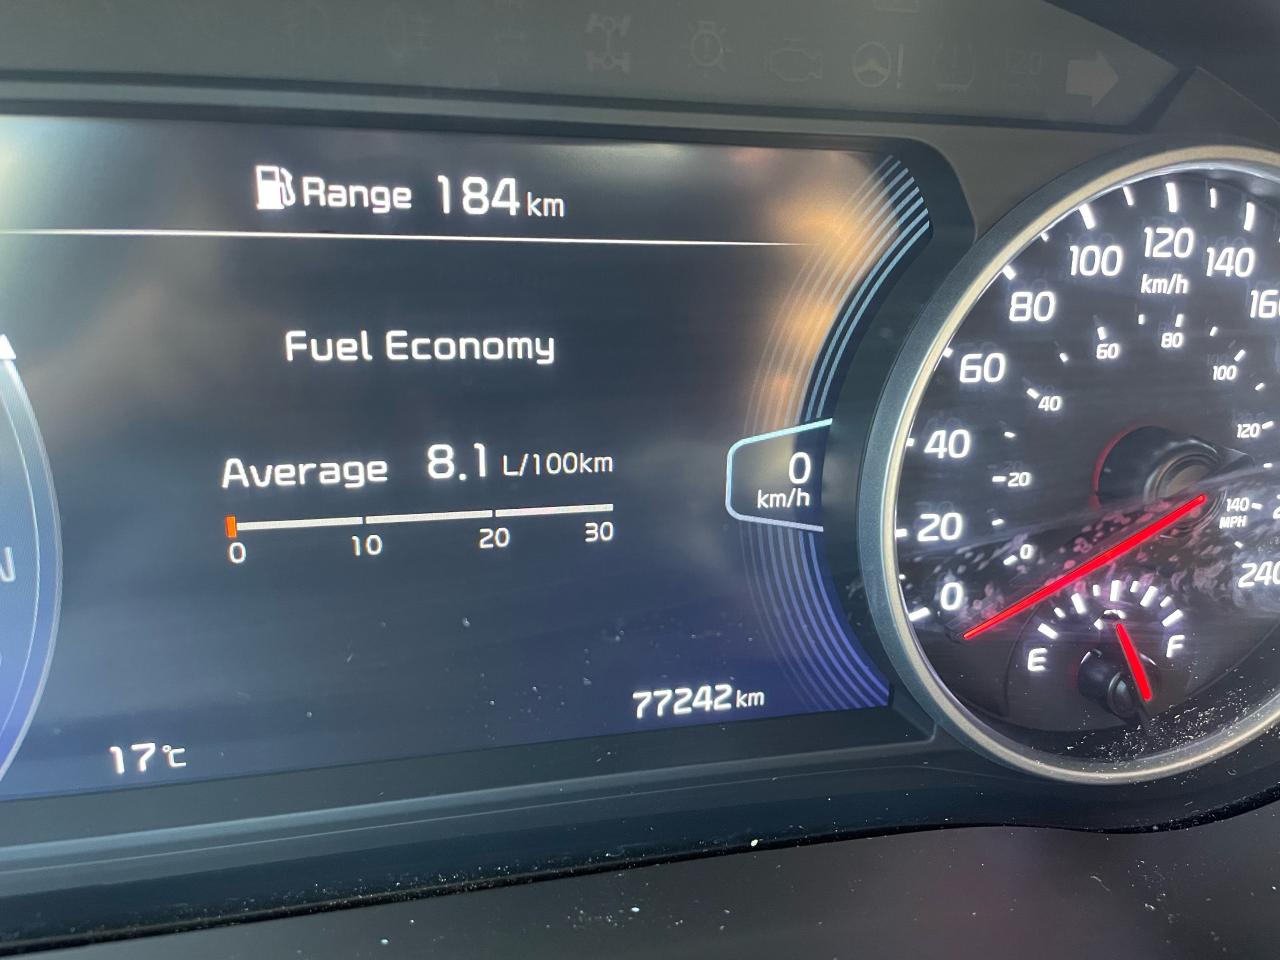 Range 184 km
Fuel Economy
Average 8.1 L/100km
0 10 20 30
0
km/h
77242 km
17°C
0 20 40 60 80 100 120 140 160 240
km/h
0 20 40 60 80 100 120 140
MPH
E F